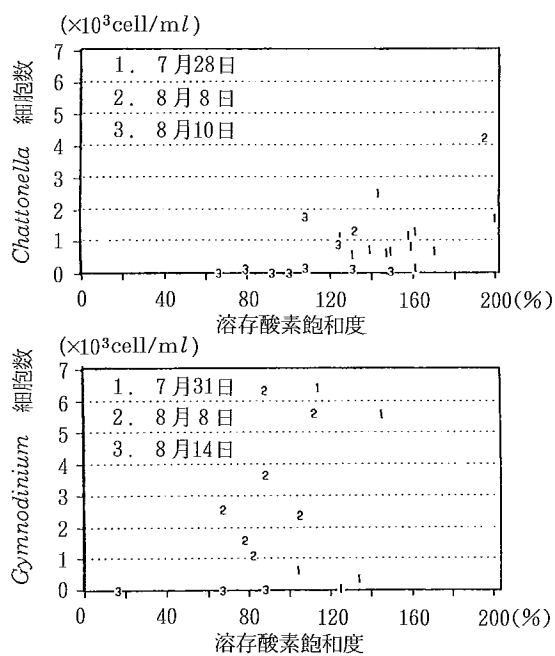 (×10³cell/ml)
7
6
5
4
3
2
1
0
Chattonella 細胞数
1. 7月28日
2. 8月8日
3. 8月10日
0 40 80 120 160 200(%)
溶存酸素飽和度
(×10³cell/ml)
7
6
5
4
3
2
1
0
Gymnodinium 細胞数
1. 7月31日
2. 8月8日
3. 8月14日
0 40 80 120 160 200(%)
溶存酸素飽和度